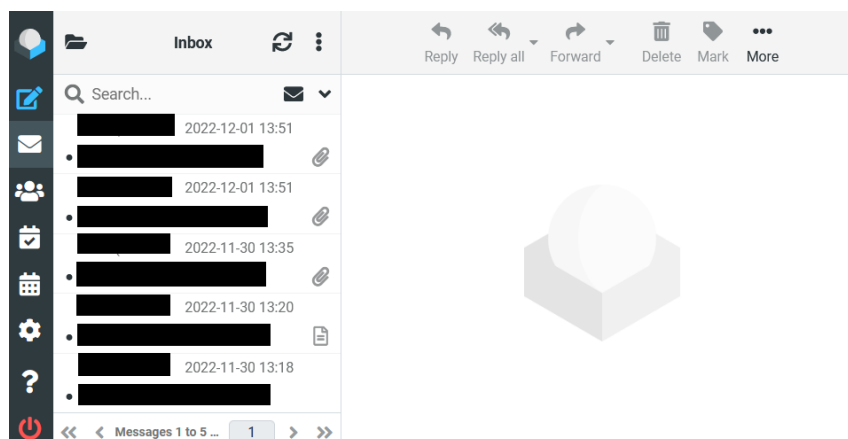 Inbox
Reply Reply all Forward Delete Mark More
Search...
2022-12-01 13:51
2022-12-01 13:51
2022-11-30 13:35
2022-11-30 13:20
2022-11-30 13:18
Messages 1 to 5 ... 1